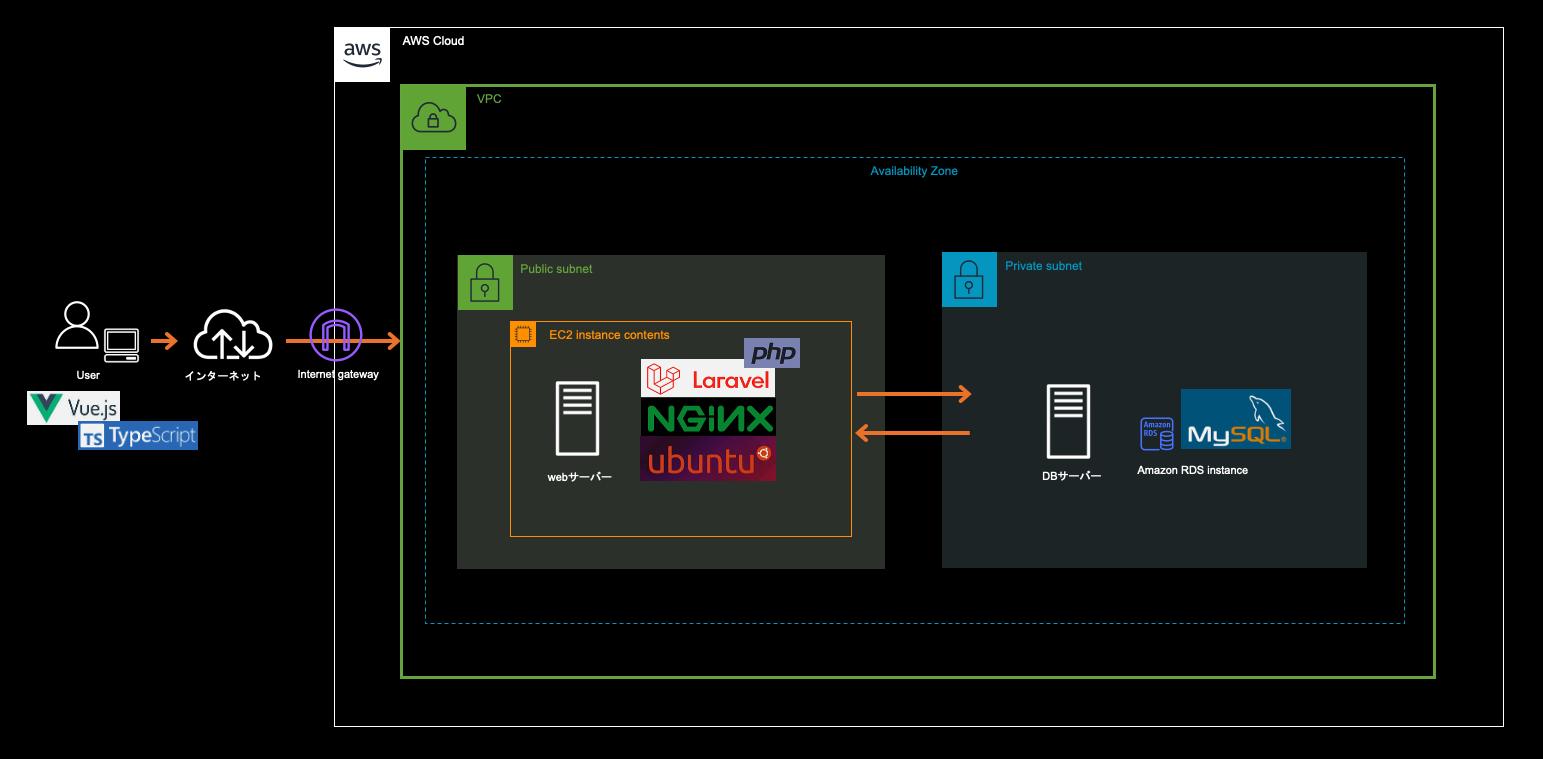 aws
AWS Cloud
VPC
Availability Zone
Public subnet
Private subnet
EC2 instance contents
php
Laravel
NGiNX
ubuntu
webサーバー
User
インターネット
Internet gateway
Vue.js
TS TypeScript
Amazon
RDS
MySQL
DBサーバー
Amazon RDS instance